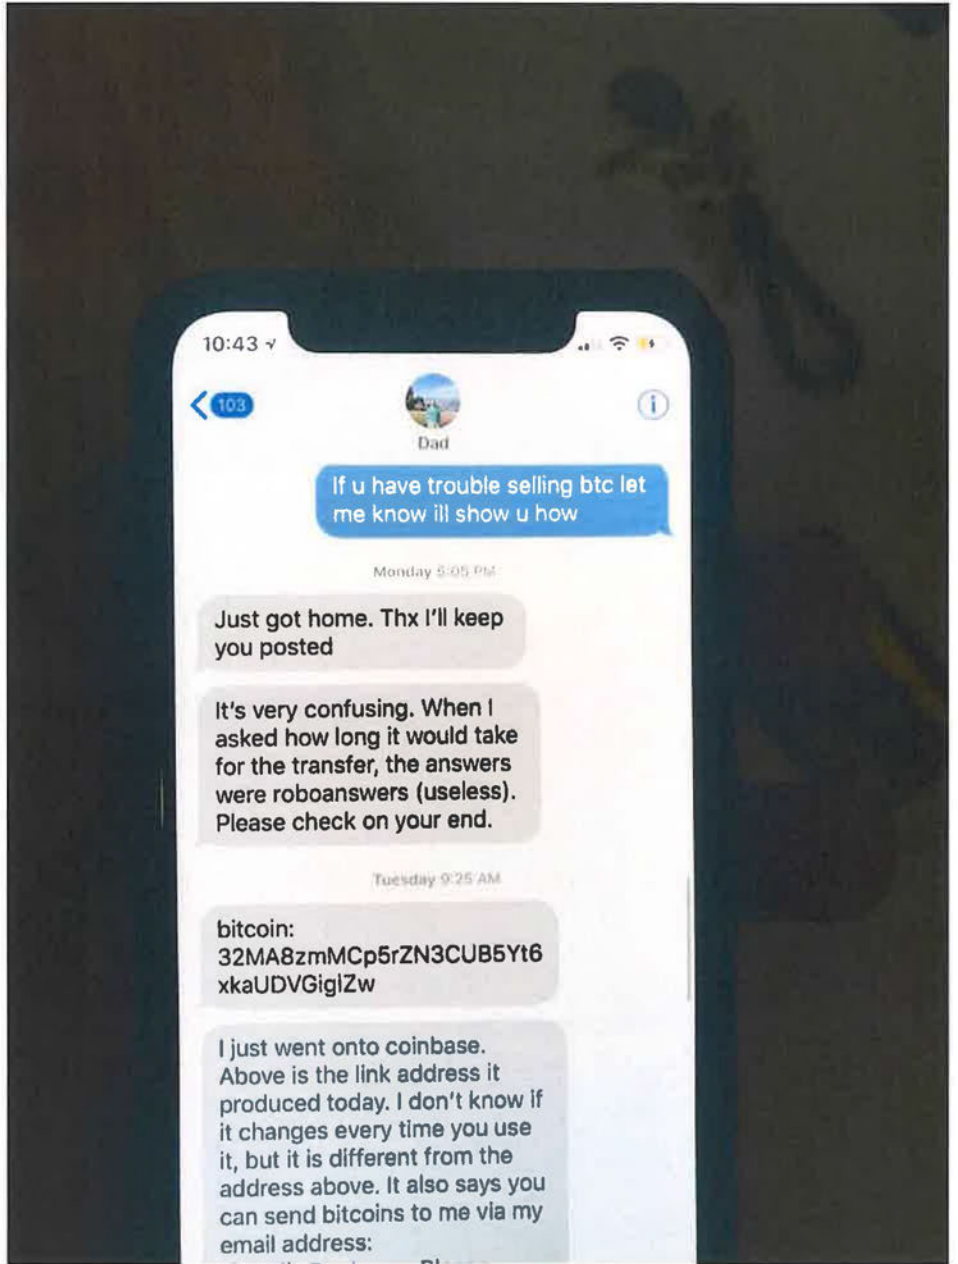 10:43
103
Dad
If u have trouble selling btc let
me know ill show u how
Monday 5:05 PM
Just got home. Thx I'll keep
you posted
It's very confusing. When I
asked how long it would take
for the transfer, the answers
were roboanswers (useless).
Please check on your end.
Tuesday 9:25 AM
bitcoin:
32MA8zmMCp5rZN3CUB5Yt6
xkaUDVGigiZw
I just went onto coinbase.
Above is the link address it
produced today. I don't know if
it changes every time you use
it, but it is different from the
address above. It also says you
can send bitcoins to me via my
email address: